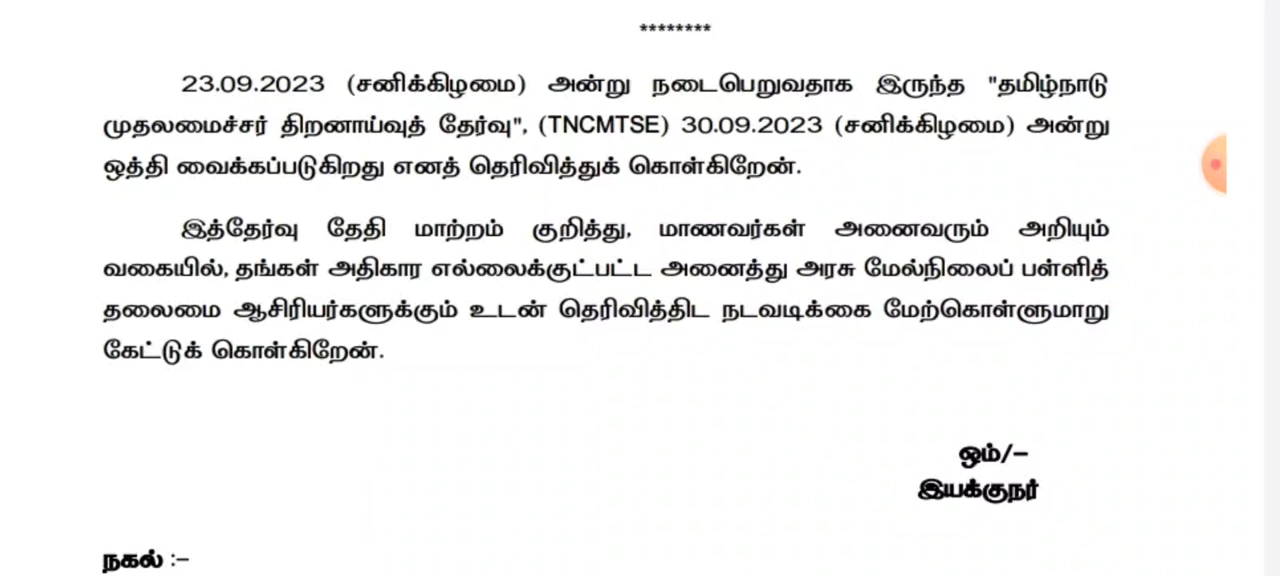 ********
23.09.2023 (சனிக்கிழமை) அன்று நடைபெறுவதாக இருந்த "தமிழ்நாடு
முதலமைச்சர் திறனாய்வுத் தேர்வு", (TNCMTSE) 30.09.2023 (சனிக்கிழமை) அன்று
ஒத்தி வைக்கப்படுகிறது எனத் தெரிவித்துக் கொள்கிறேன்.
இத்தேர்வு தேதி மாற்றம் குறித்து, மாணவர்கள் அனைவரும் அறியும்
வகையில், தங்கள் அதிகார எல்லைக்குட்பட்ட அனைத்து அரசு மேல்நிலைப் பள்ளித்
தலைமை ஆசிரியர்களுக்கும் உடன் தெரிவித்திட நடவடிக்கை மேற்கொள்ளுமாறு
கேட்டுக் கொள்கிறேன்.
ஒம்/-
இயக்குநர்
நகல் :-